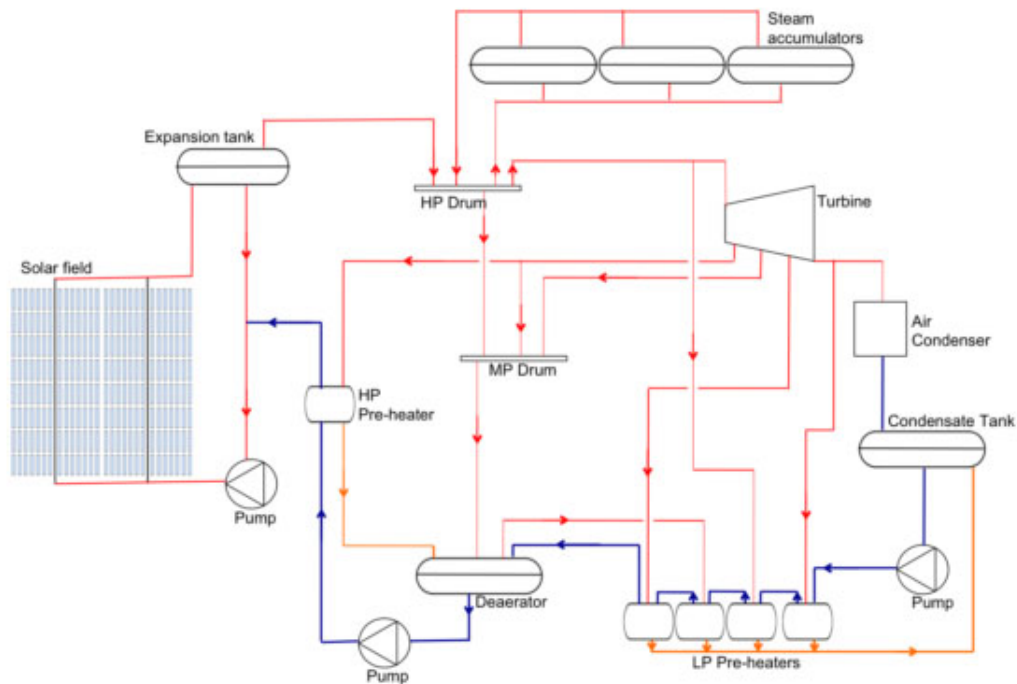 Steam
accumulators
Expansion tank
HP Drum
Turbine
Solar field
Air
Condenser
MP Drum
HP
Pre-heater
Condensate Tank
Pump
Deaerator
Pump
LP Pre-heaters
Pump